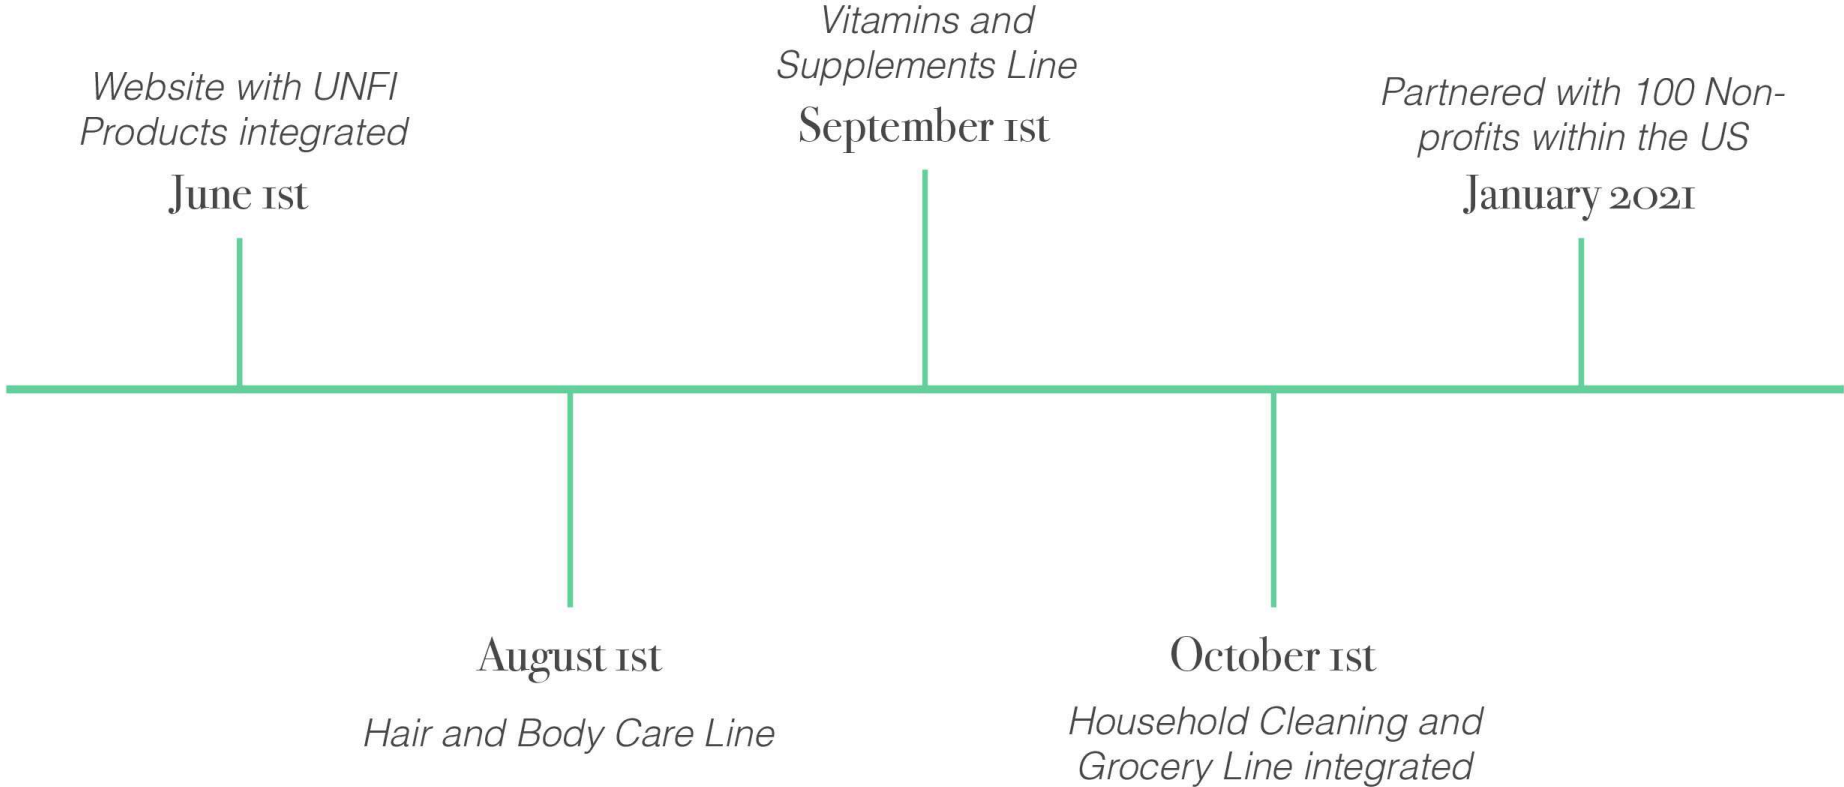 Website with UNFI
Products integrated
June 1st
August 1st
Hair and Body Care Line
Vitamins and
Supplements Line
September 1st
October 1st
Household Cleaning and
Grocery Line integrated
Partnered with 100 Non-
profits within the US
January 2021